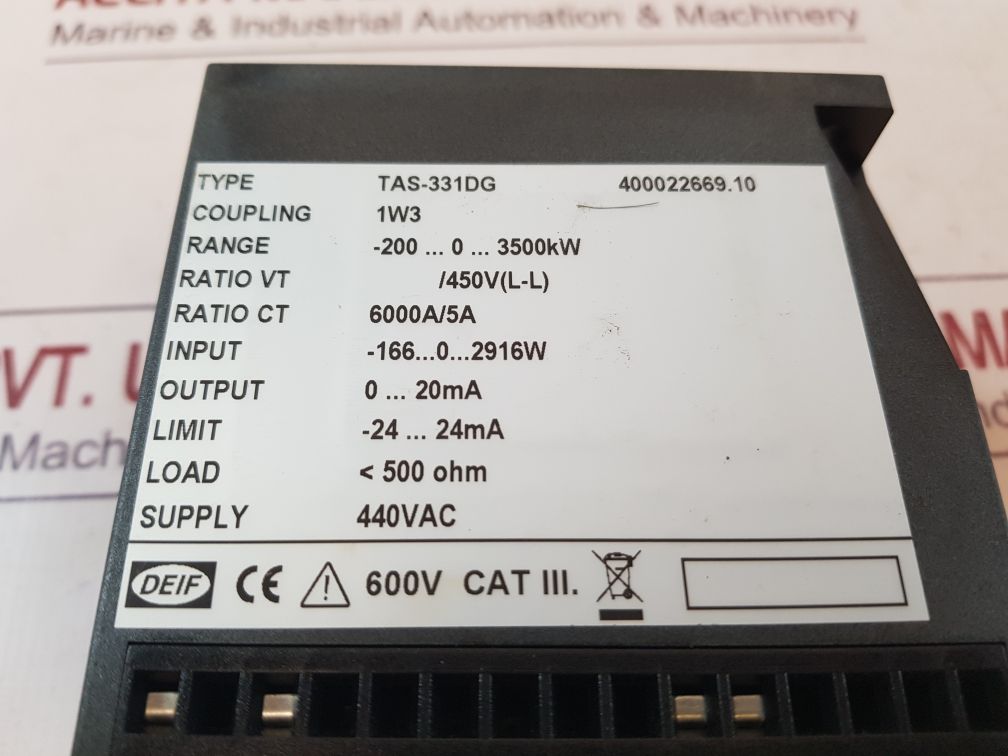 Marine & Industrial Automation & Machinery
TYPE TAS-331DG 400022669.10
COUPLING 1W3
RANGE -200 ... 0 ... 3500kW
RATIO VT /450V(L-L)
RATIO CT 6000A/5A
INPUT -166...0...2916W
OUTPUT 0 ... 20mA
LIMIT -24 ... 24mA
LOAD < 500 ohm
SUPPLY 440VAC
DEIF CE 600V CAT III.
VT.
Mach